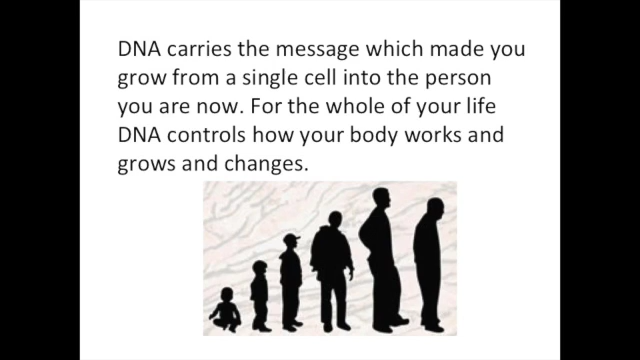 DNA carries the message which made you
grow from a single cell into the person
you are now. For the whole of your life
DNA controls how your body works and
grows and changes.